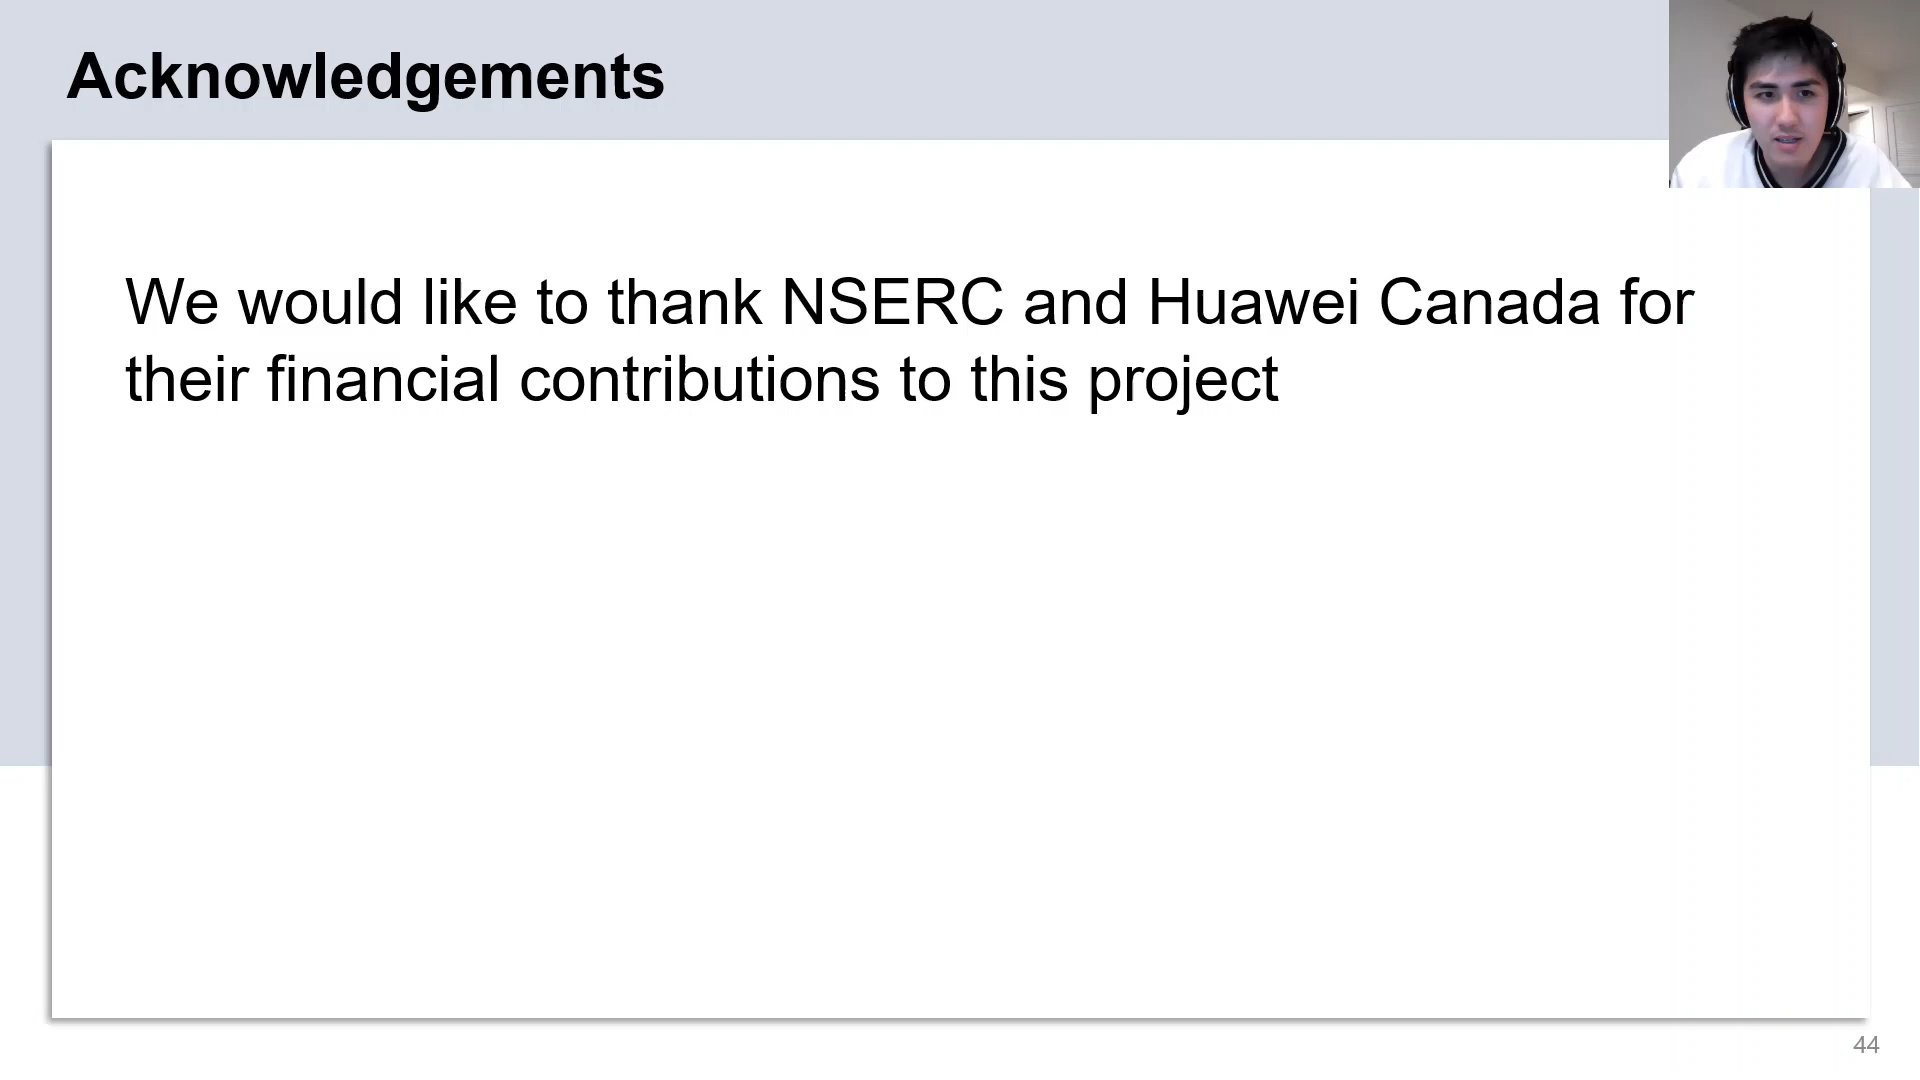 Acknowledgements
We would like to thank NSERC and Huawei Canada for
their financial contributions to this project
44